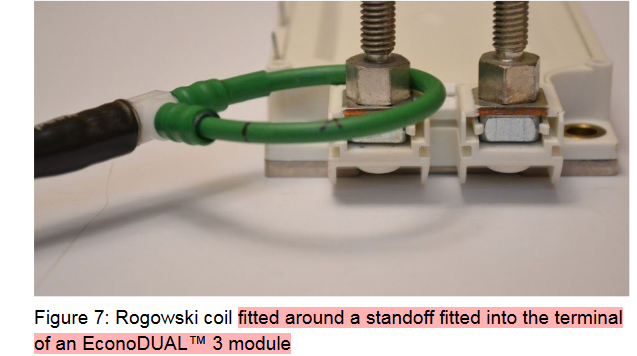 Figure 7: Rogowski coil fitted around a standoff fitted into the terminal
of an EconoDUAL™ 3 module